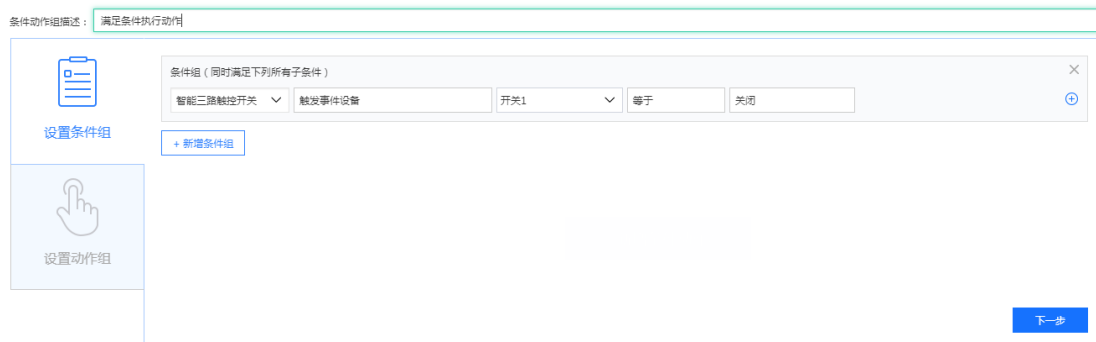 条件动作组描述： 满足条件执行动作
设置条件组
条件组（同时满足下列所有子条件）
智能三路触控开关 触发事件设备 开关1 等于 关闭
+ 新增条件组
设置动作组
下一步